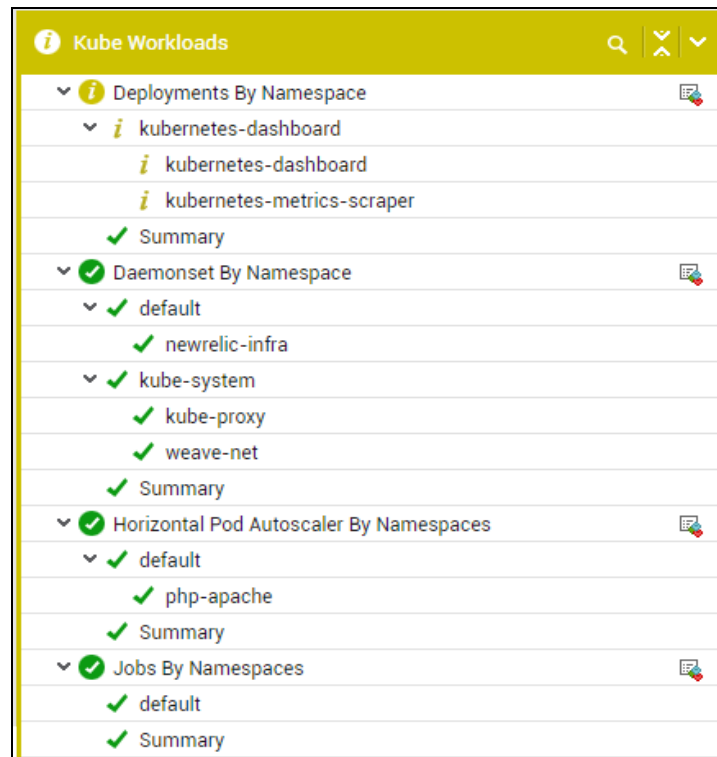 Kube Workloads
Deployments By Namespace
kubernetes-dashboard
kubernetes-dashboard
kubernetes-metrics-scraper
Summary
Daemonset By Namespace
default
newrelic-infra
kube-system
kube-proxy
weave-net
Summary
Horizontal Pod Autoscaler By Namespaces
default
php-apache
Summary
Jobs By Namespaces
default
Summary